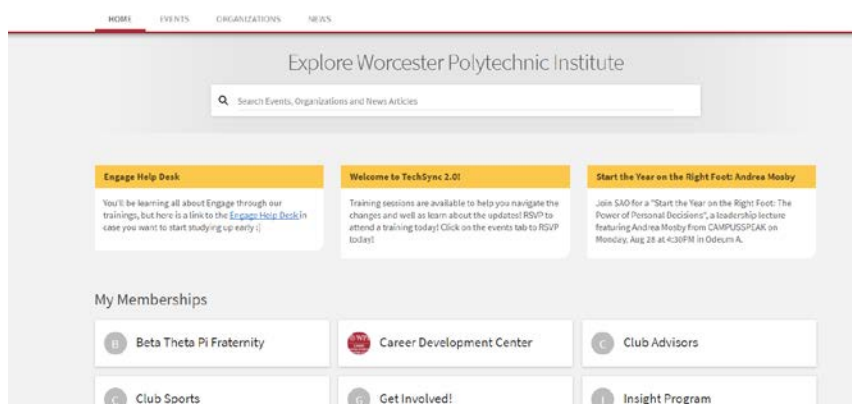 HOME EVENTS ORGANIZATIONS NEWS
Explore Worcester Polytechnic Institute
Search Events, Organizations and News Articles
Engage Help Desk
You'll be learning all about Engage through our
trainings, but here is a link to the Engage Help Desk in
case you want to start studying up early :]
Welcome to TechSync 2.0!
Training sessions are available to help you navigate the
changes and well as learn about the updates! RSVP to
attend a training today! Click on the events tab to RSVP
today!
Start the Year on the Right Foot: Andrea Mosby
Join SAO for a "Start the Year on the Right Foot: The
Power of Personal Decisions", a leadership lecture
featuring Andrea Mosby from CAMPUSSPEAK on
Monday, Aug 28 at 4:30PM in Odeum A.
My Memberships
B Beta Theta Pi Fraternity
Career Development Center
C Club Advisors
C Club Sports
G Get Involved!
I Insight Program